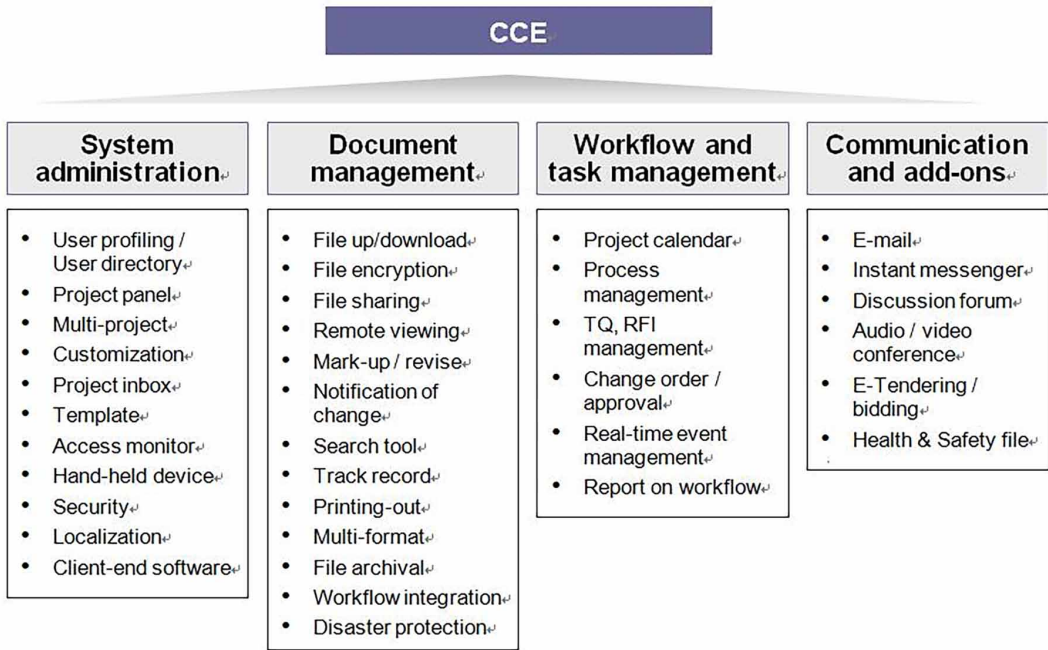 CCE
System
administration
User profiling /
User directory
Project panel
Multi-project
Customization
Project inbox
Template
Access monitor
Hand-held device
Security
Localization
Client-end software
Document
management
File up/download
File encryption
File sharing
Remote viewing
Mark-up / revise
Notification of
change
Search tool
Track record
Printing-out
Multi-format
File archival
Workflow integration
Disaster protection
Workflow and
task management
Project calendar
Process
management
TQ, RFI
management
Change order /
approval
Real-time event
management
Report on workflow
Communication
and add-ons
E-mail
Instant messenger
Discussion forum
Audio / video
conference
E-Tendering /
bidding
Health & Safety file